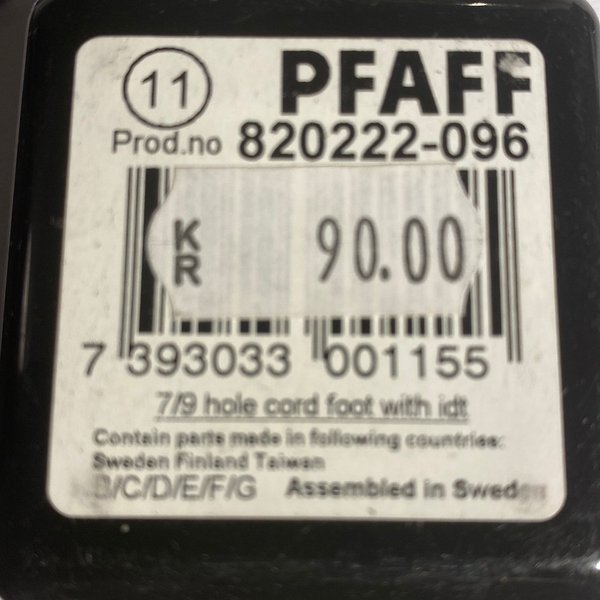 11 PFAFF
Prod.no 820222-096
KR 90.00
7 393033 001155
7/9 hole cord foot with idt
Contain parts made in following countries:
Sweden Finland Taiwan
B/C/D/E/F/G Assembled in Sweden